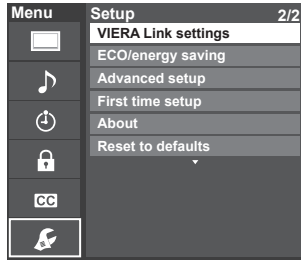 Menu
Setup 2/2
VIERA Link settings
ECO/energy saving
Advanced setup
First time setup
About
Reset to defaults
CC